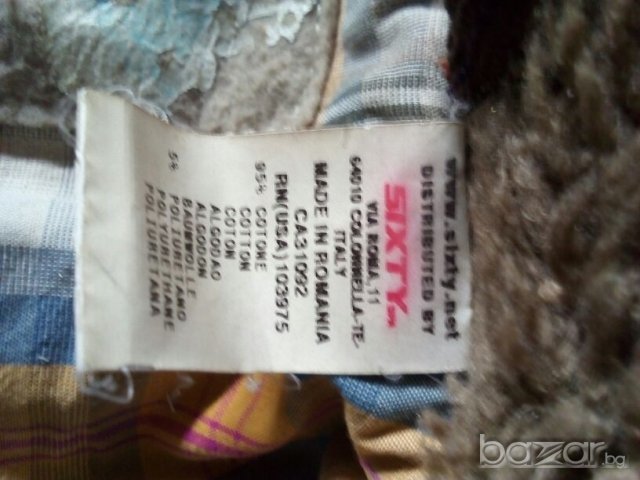 www.sixty.net
DISTRIBUTED BY
SIXTY
VIA ROMA, 11
64010 COLONNELLA-TE-
ITALY
MADE IN ROMANIA
CA31092
RN(USA)103975
95% COTONE
COTTON
COTON
ALGODAO
ALGODON
BAUMWOLLE
5% POLIURETANO
POLYURETHANE
POLIURETANA
bazar.bg